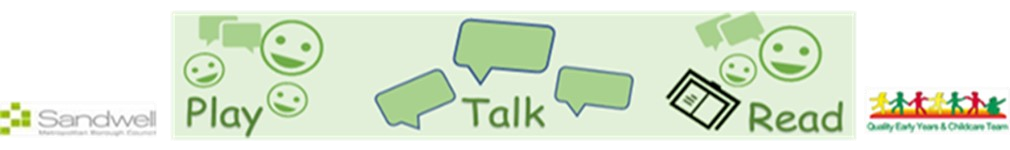 Sandwell
Metropolitan Borough Council
Play
Talk
Read
Quality Early Years & Childcare Team